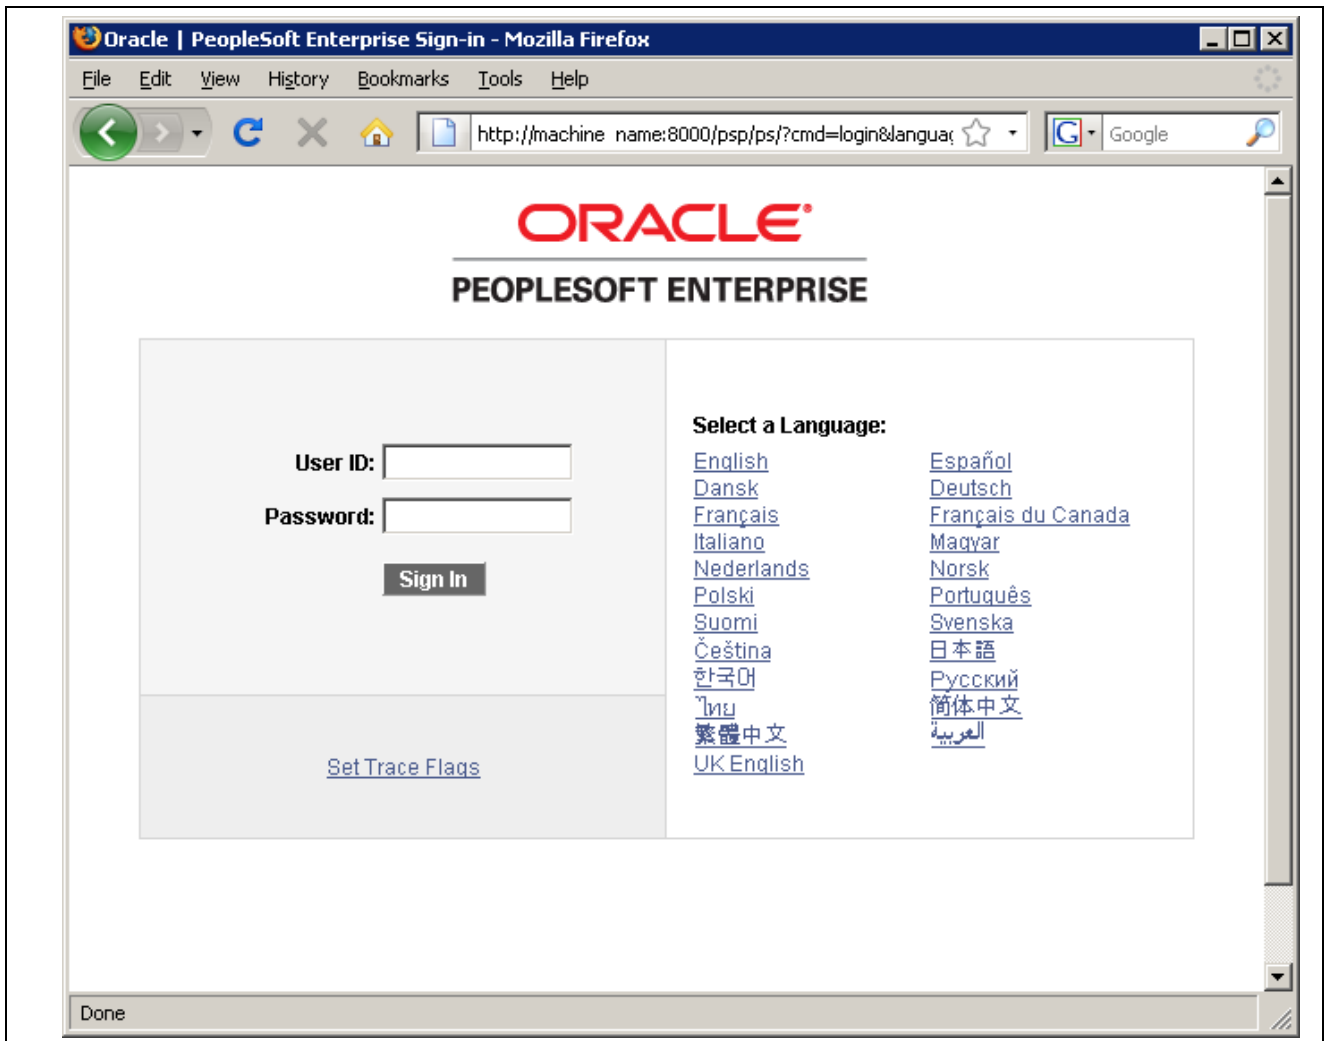 Oracle | PeopleSoft Enterprise Sign-in - Mozilla Firefox
File Edit View History Bookmarks Tools Help
http://machine_name:8000/psp/ps/?cmd=login&languag
Google
ORACLE
PEOPLESOFT ENTERPRISE
User ID:
Password:
Sign In
Set Trace Flags
Select a Language:
English Español
Dansk Deutsch
Français Français du Canada
Italiano Magyar
Nederlands Norsk
Polski Português
Suomi Svenska
Čeština 日本語
한국어 Русский
ไทย 简体中文
繁體中文 العربية
UK English
Done